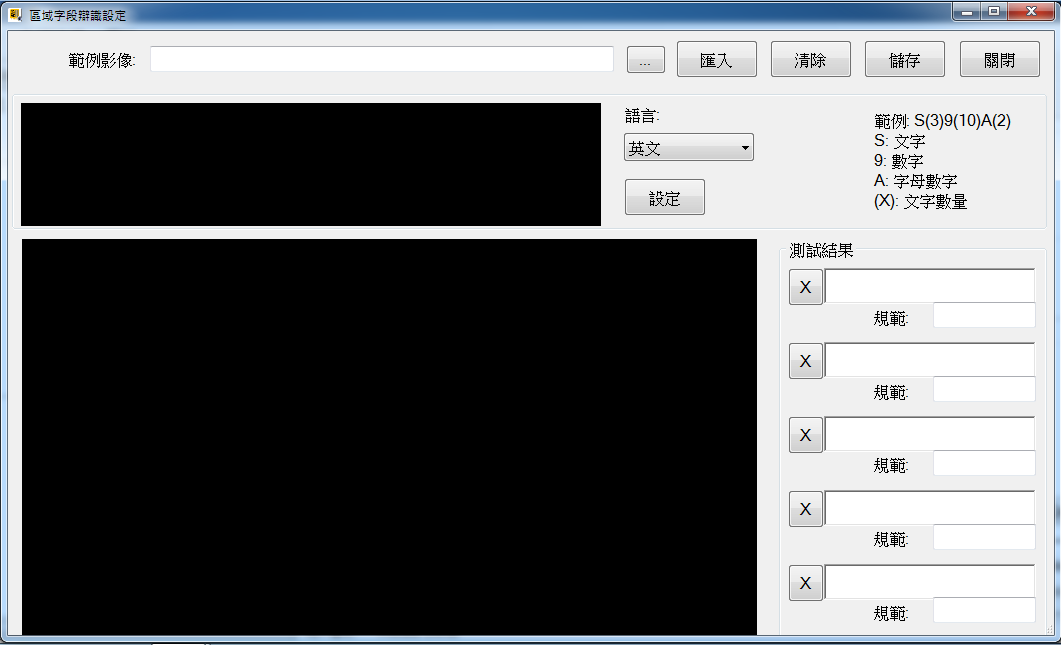 區域字段辯識設定
範例影像:
...
匯入
清除
儲存
關閉
語言:
英文
設定
範例: S(3)9(10)A(2)
S: 文字
9: 數字
A: 字母數字
(X): 文字數量
測試結果
X
規範:
X
規範:
X
規範:
X
規範:
X
規範: